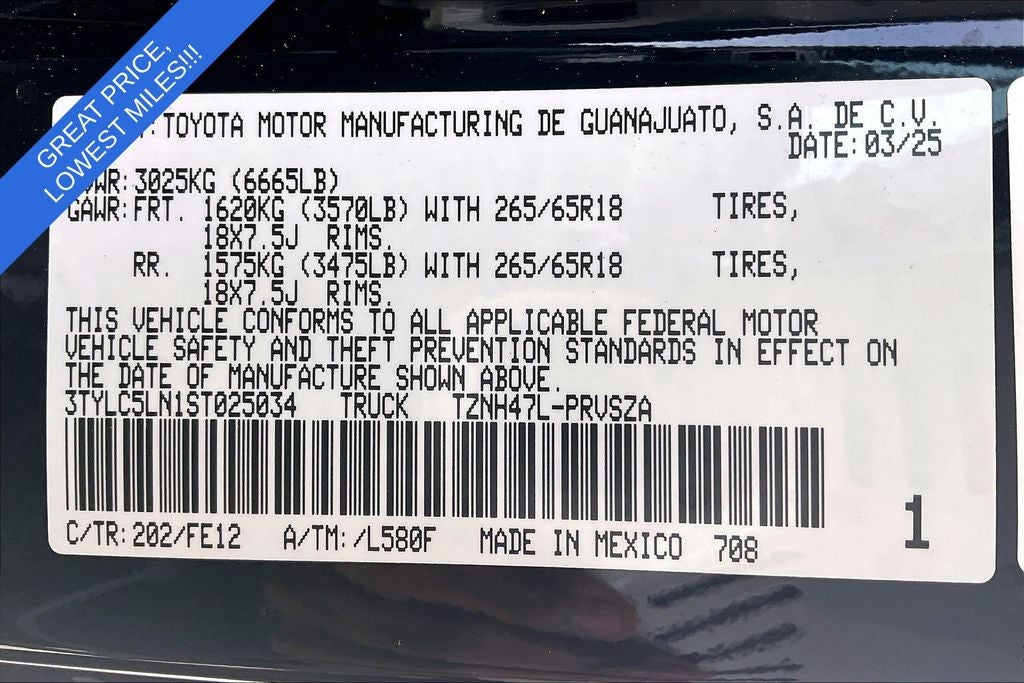 GREAT PRICE,
LOWEST MILES!!!
TOYOTA MOTOR MANUFACTURING DE GUANAJUATO, S.A. DE C.V.
DATE:03/25
WR:3025KG (6665LB)
GAWR:FRT. 1620KG (3570LB) WITH 265/65R18 TIRES,
18X7.5J RIMS.
RR. 1575KG (3475LB) WITH 265/65R18 TIRES,
18X7.5J RIMS.
THIS VEHICLE CONFORMS TO ALL APPLICABLE FEDERAL MOTOR
VEHICLE SAFETY AND THEFT PREVENTION STANDARDS IN EFFECT ON
THE DATE OF MANUFACTURE SHOWN ABOVE.
3TYLC5LN1ST025034 TRUCK TZNH47L-PRVSZA
C/TR:202/FE12 A/TM:/L580F MADE IN MEXICO 708
1